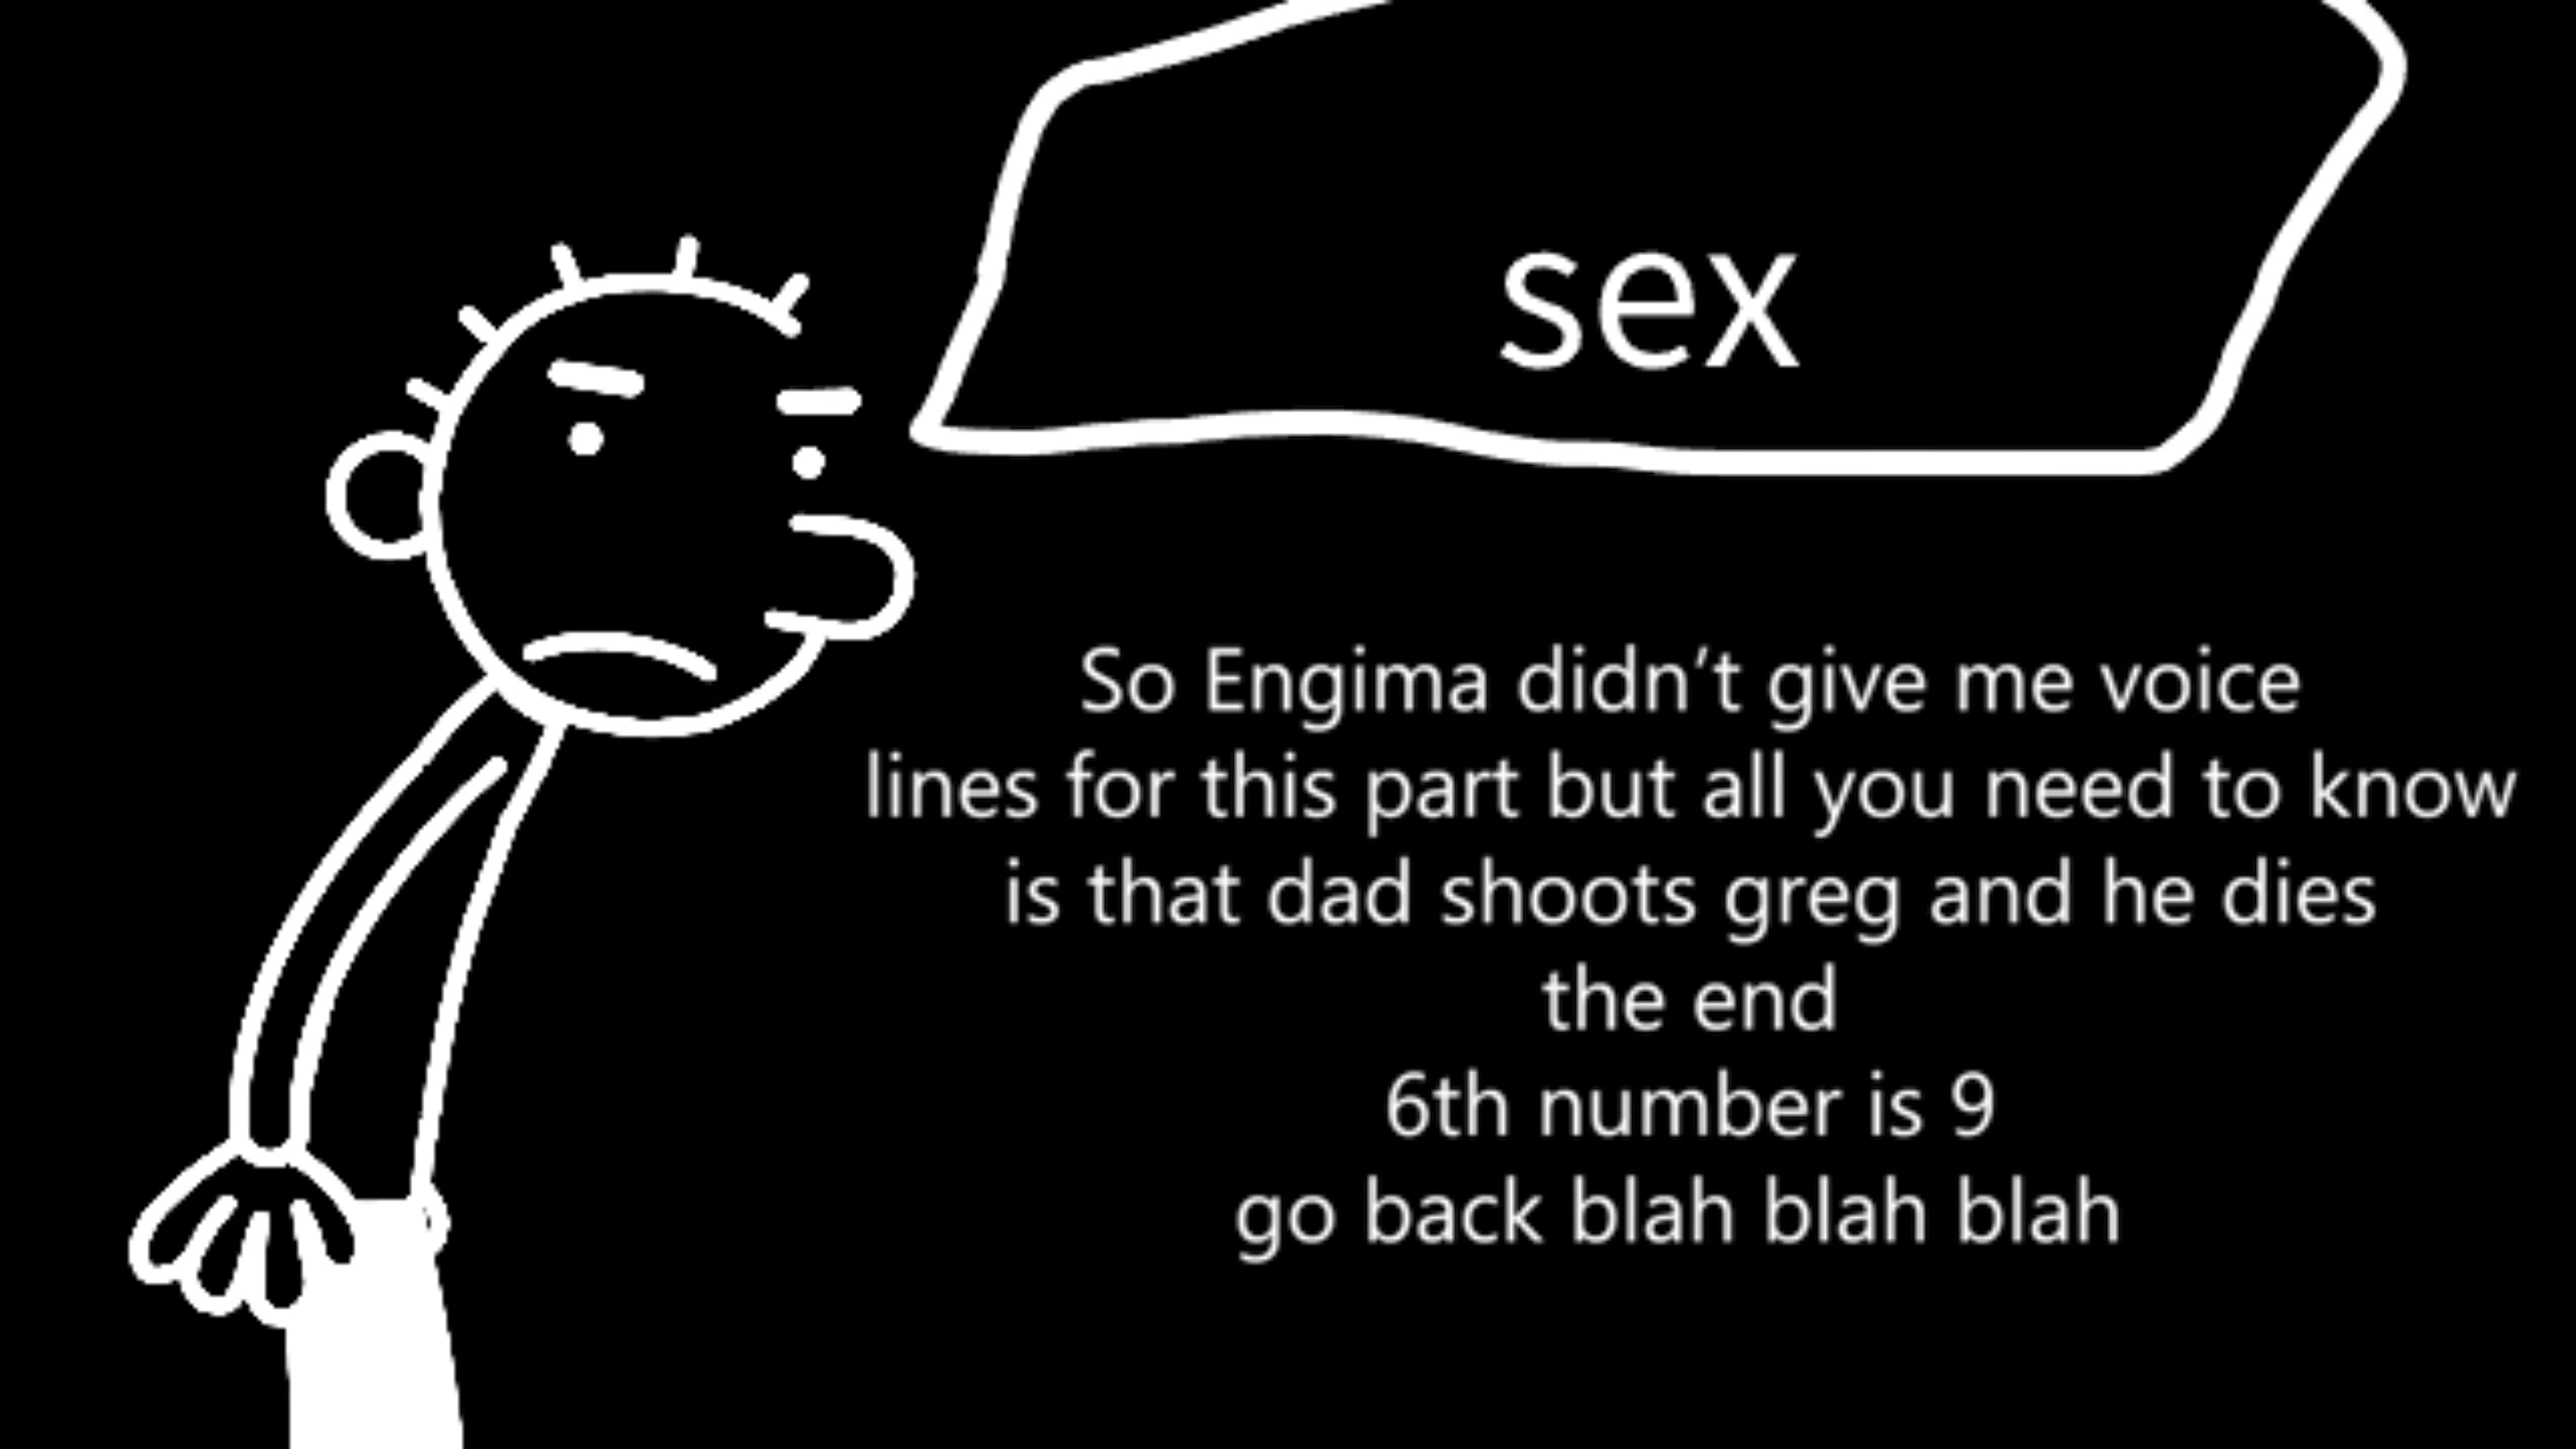 sex
So Engima didn't give me voice
lines for this part but all you need to know
is that dad shoots greg and he dies
the end
6th number is 9
go back blah blah blah